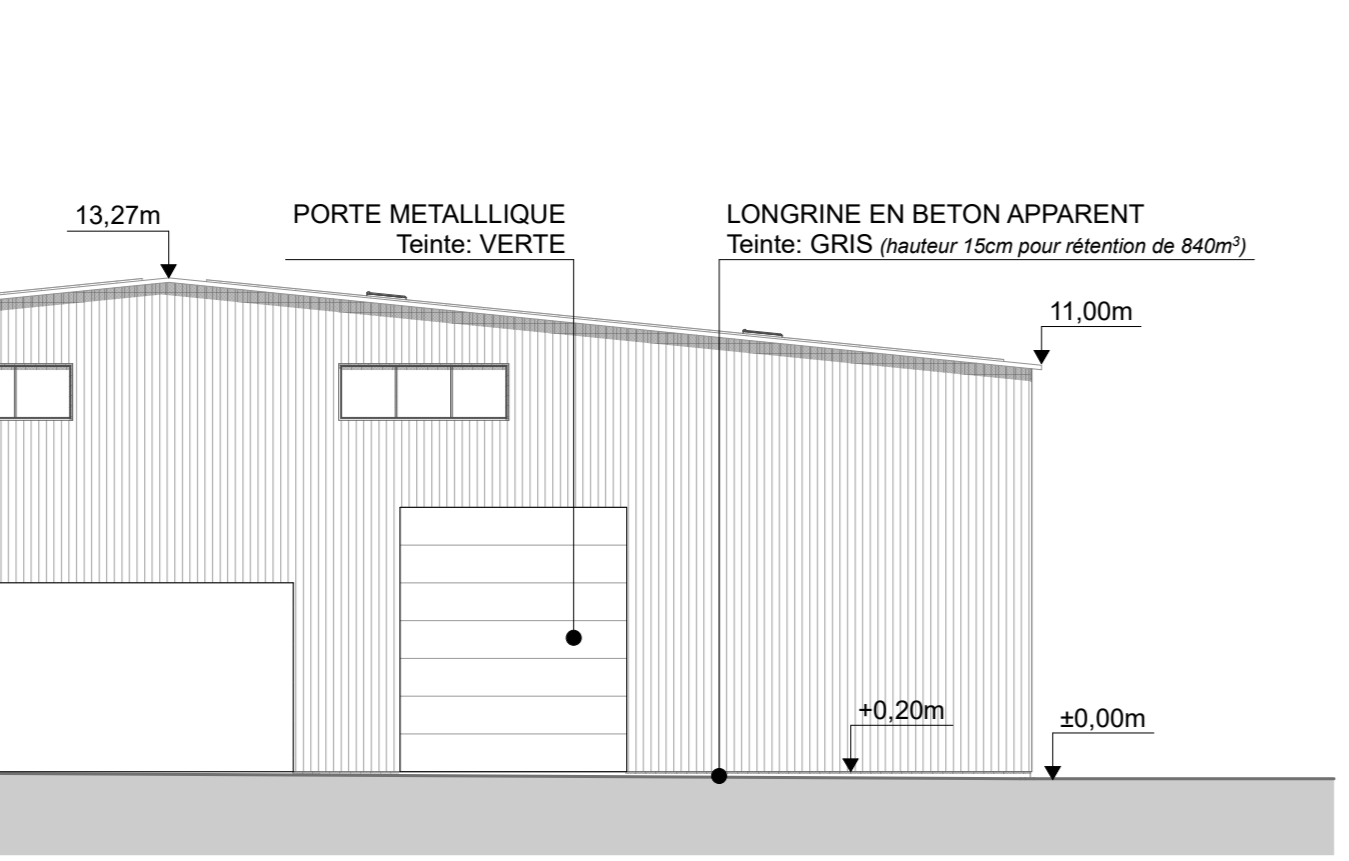 13,27m
PORTE METALLLIQUE
Teinte: VERTE
LONGRINE EN BETON APPARENT
Teinte: GRIS (hauteur 15cm pour rétention de 840m³)
11,00m
+0,20m
±0,00m